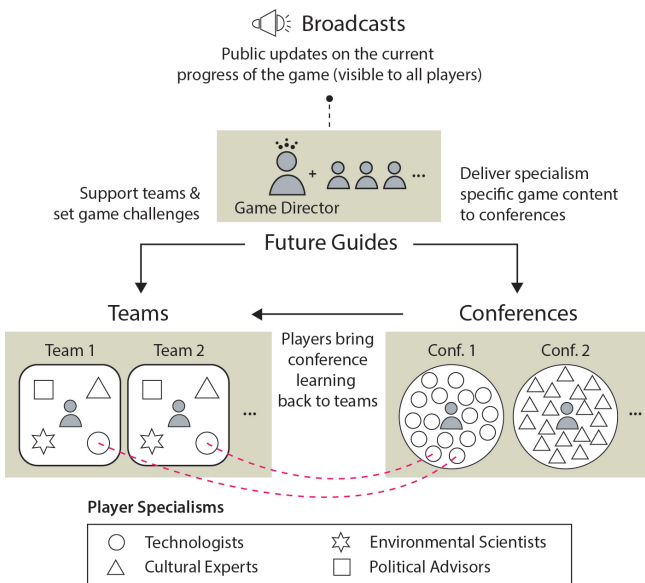 Broadcasts
Public updates on the current
progress of the game (visible to all players)
Support teams &
set game challenges
+
...
Game Director
Deliver specialism
specific game content
to conferences
Future Guides
Teams
Conferences
Team 1
Team 2
...
Players bring
conference
learning
back to teams
Conf. 1
Conf. 2
...
Player Specialisms
Technologists
Environmental Scientists
Cultural Experts
Political Advisors